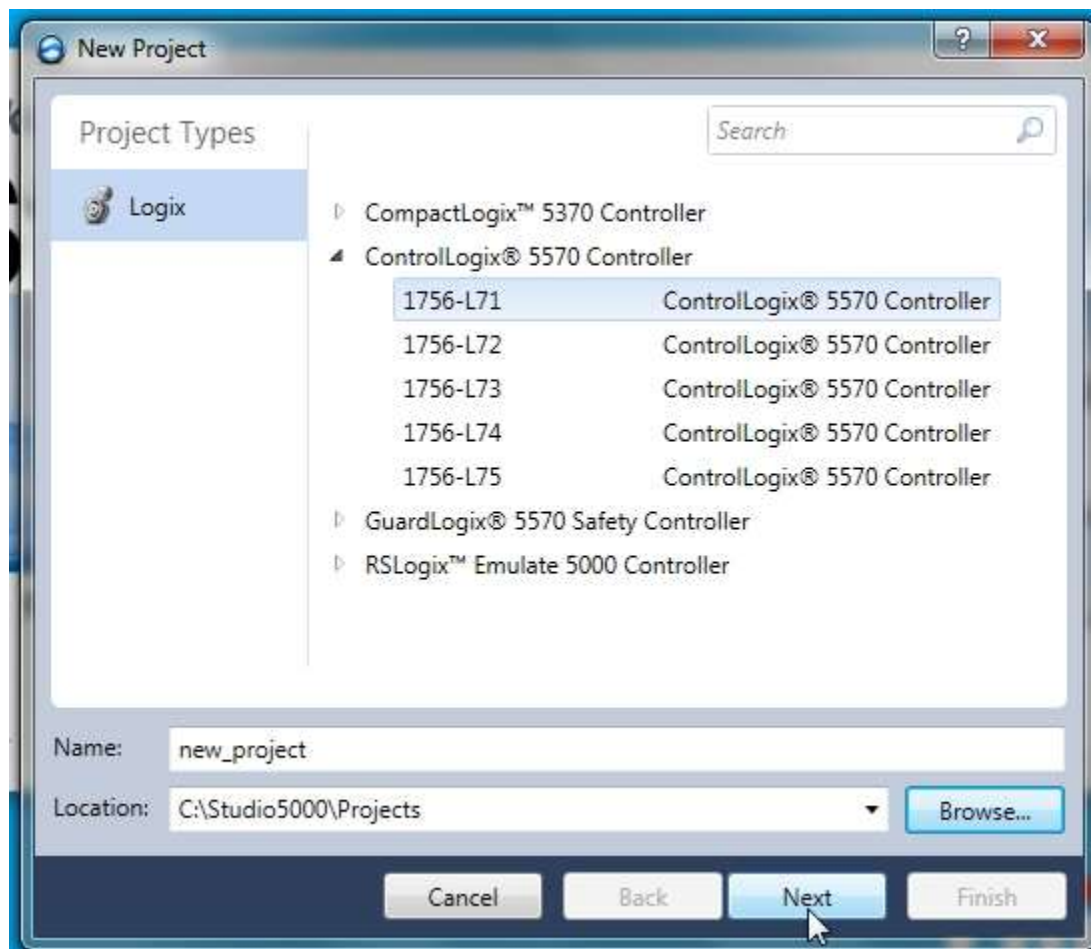 New Project
Project Types
Search
Logix
CompactLogix™ 5370 Controller
ControlLogix® 5570 Controller
1756-L71 ControlLogix® 5570 Controller
1756-L72 ControlLogix® 5570 Controller
1756-L73 ControlLogix® 5570 Controller
1756-L74 ControlLogix® 5570 Controller
1756-L75 ControlLogix® 5570 Controller
GuardLogix® 5570 Safety Controller
RSLogix™ Emulate 5000 Controller
Name: new_project
Location: C:\Studio5000\Projects Browse...
Cancel Back Next Finish